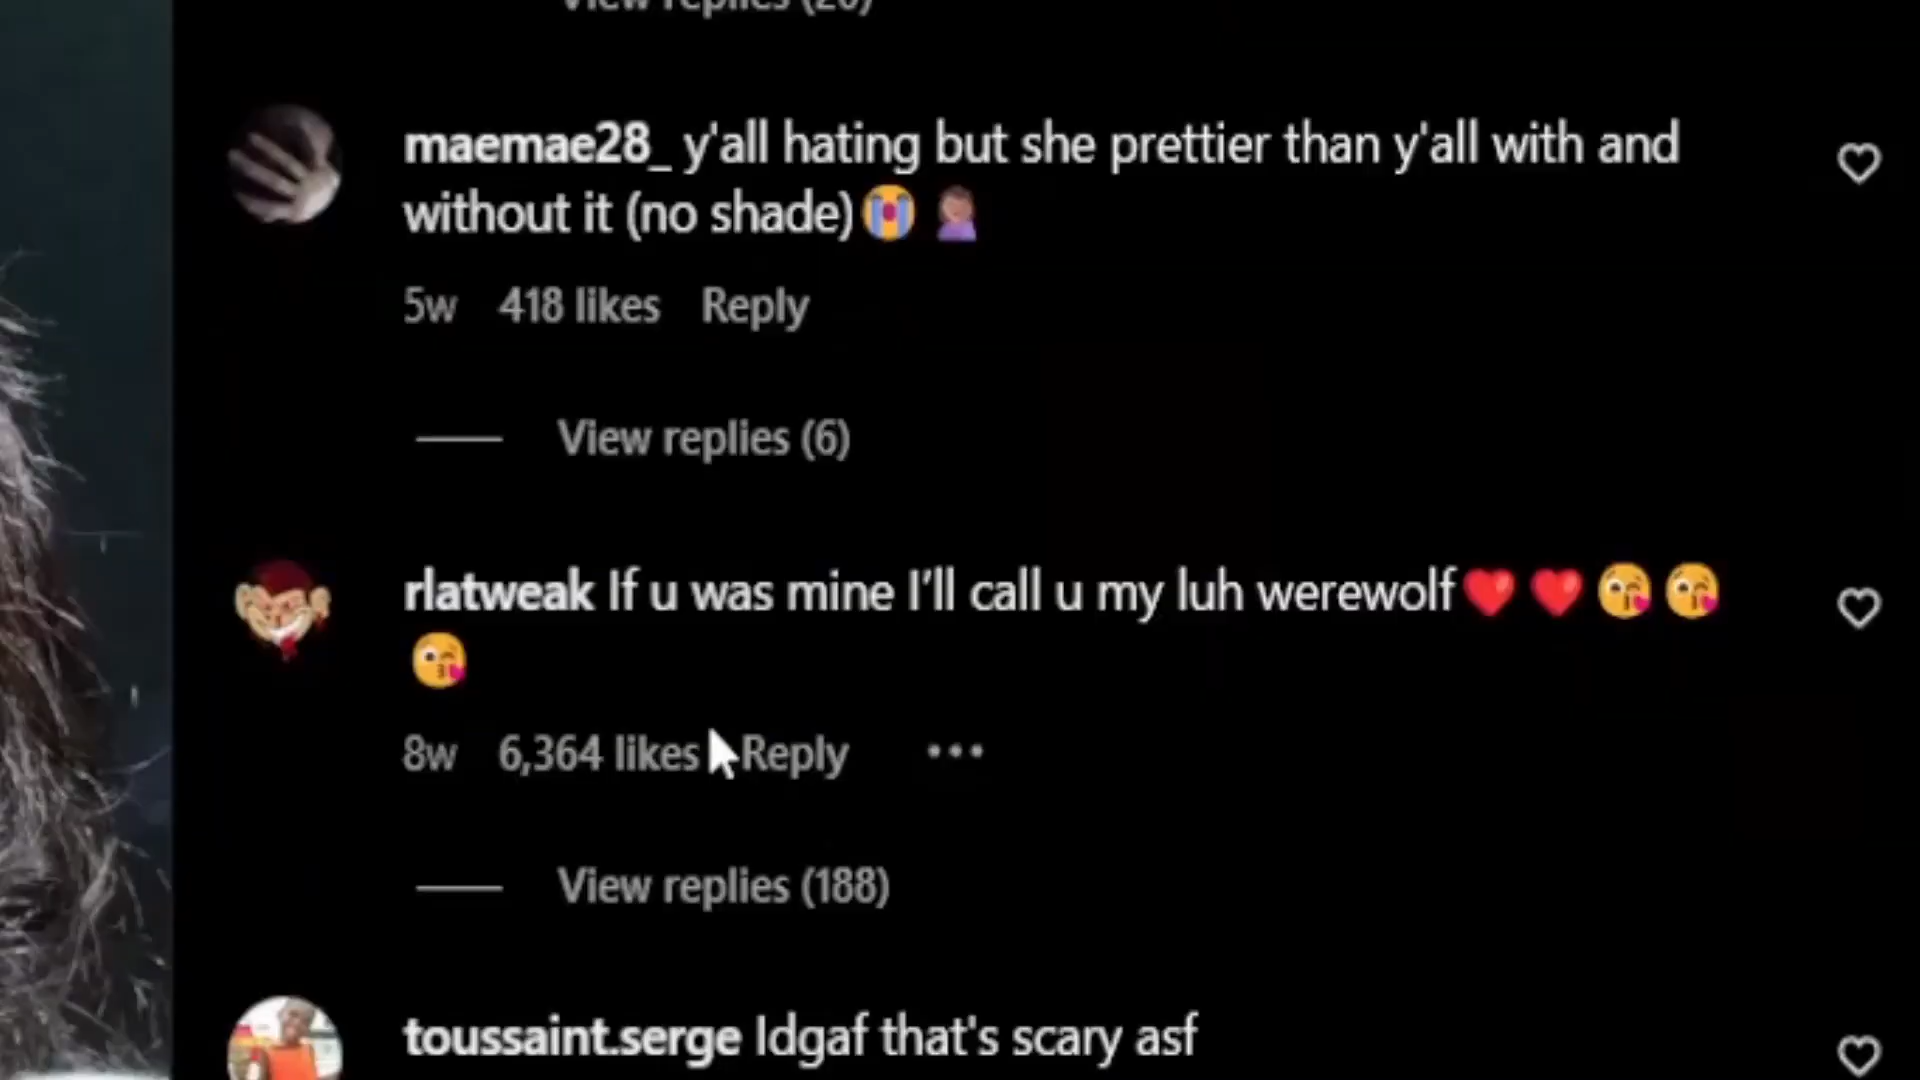 View replies (20)
maemae28_ y'all hating but she prettier than y'all with and
without it (no shade)😭🤦🏽
5w 418 likes Reply
View replies (6)
rlatweak If u was mine I'll call u my luh werewolf❤️❤️😘😘
😘
8w 6,364 likes Reply •••
View replies (188)
toussaint.serge Idgaf that's scary asf